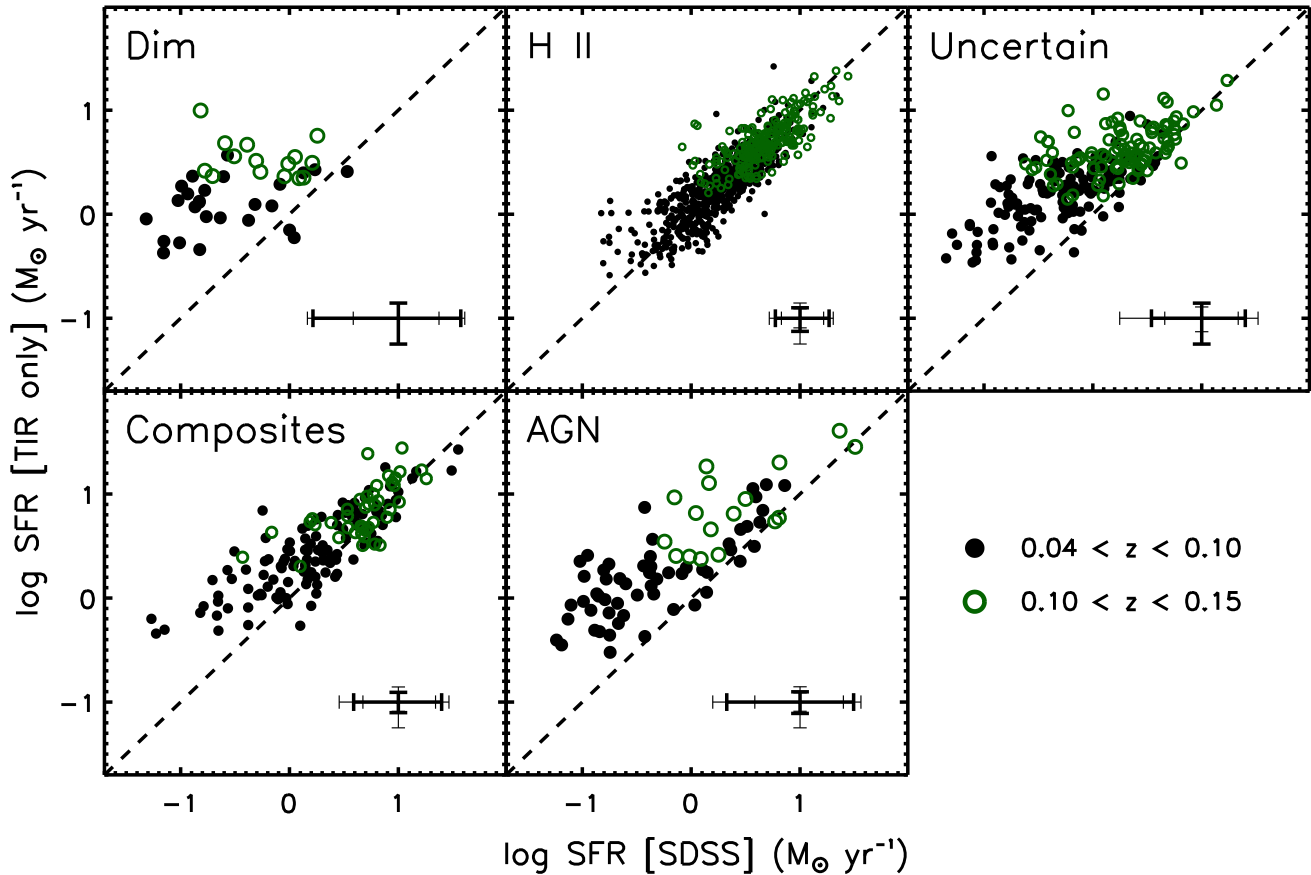 Dim
H II
Uncertain
1
0
−1
log SFR [TIR only] (M⊙ yr⁻¹)
Composites
AGN
1
0
−1
0.04 < z < 0.10
0.10 < z < 0.15
−1 0 1
−1 0 1
log SFR [SDSS] (M⊙ yr⁻¹)